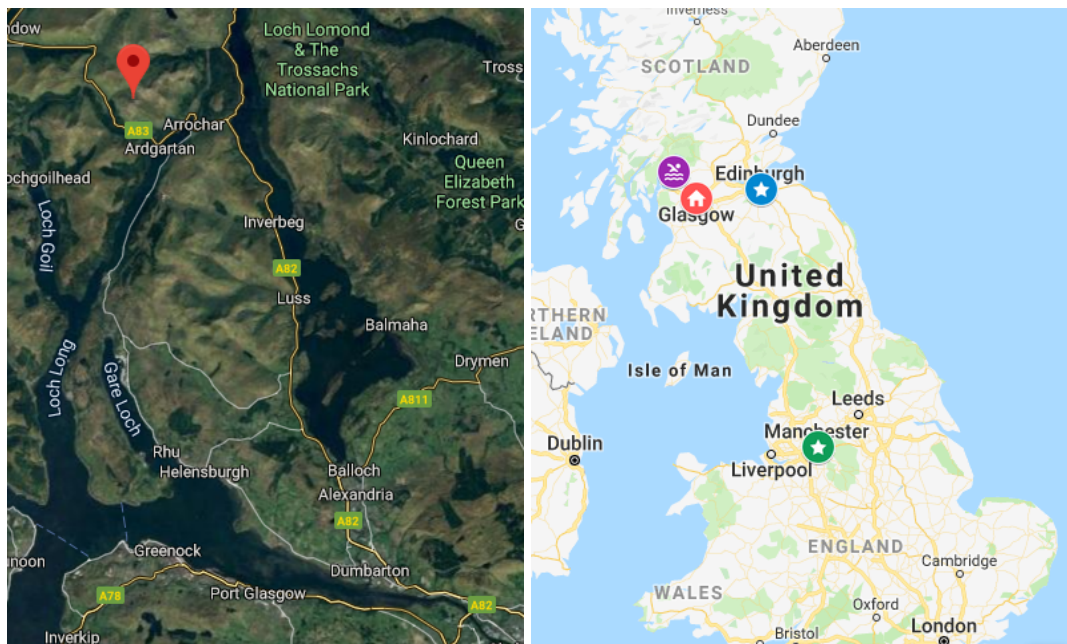 ndow
Loch Lomond
& The
Trossachs
National Park
Tross
A83
Arrochar
Ardgartan
Kinlochard
Queen
Elizabeth
Forest Park
ochgoilhead
Loch Goil
Inverbeg
G
A82
Luss
Balmaha
Drymen
Loch Long
Gare Loch
A811
Rhu
Helensburgh
Balloch
Alexandria
A82
Greenock
unoon
Dumbarton
A78
Port Glasgow
A82
Inverkip
Inverness
Aberdeen
SCOTLAND
Dundee
Edinburgh
Glasgow
United
Kingdom
RTHERN
ELAND
Isle of Man
Leeds
Manchester
Dublin
Liverpool
ENGLAND
Cambridge
WALES
Oxford
London
Bristol